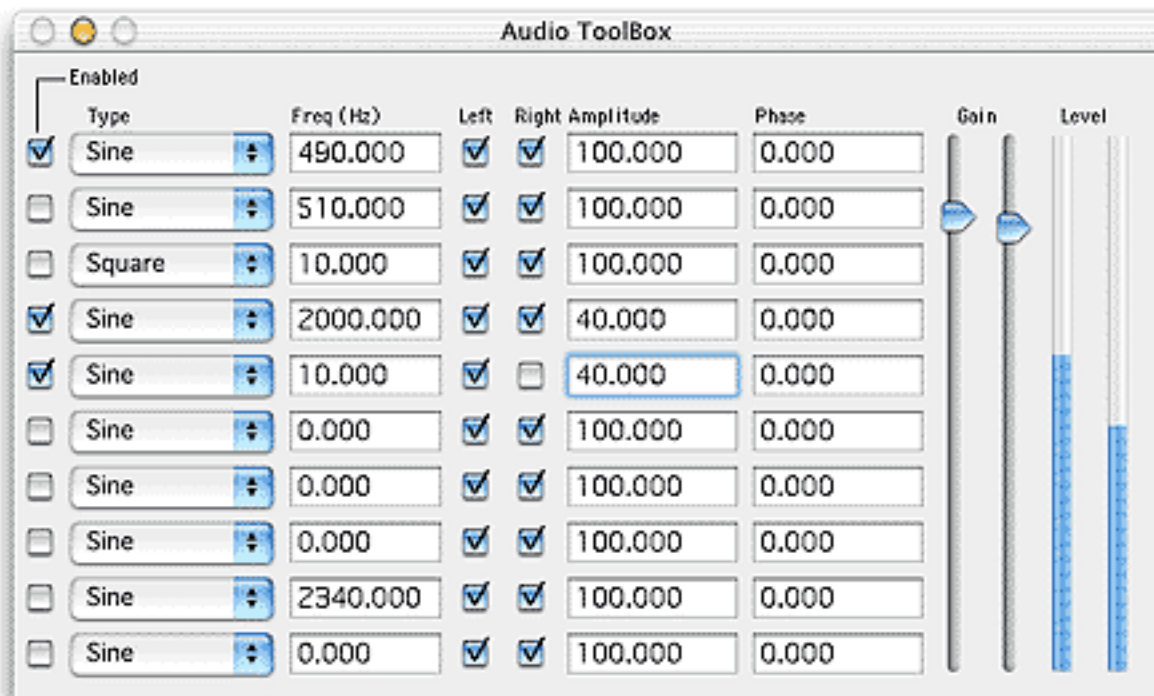 Audio ToolBox
Enabled
Type Freq (Hz) Left Right Amplitude Phase Gain Level
Sine 490.000 100.000 0.000
Sine 510.000 100.000 0.000
Square 10.000 100.000 0.000
Sine 2000.000 40.000 0.000
Sine 10.000 40.000 0.000
Sine 0.000 100.000 0.000
Sine 0.000 100.000 0.000
Sine 0.000 100.000 0.000
Sine 2340.000 100.000 0.000
Sine 0.000 100.000 0.000